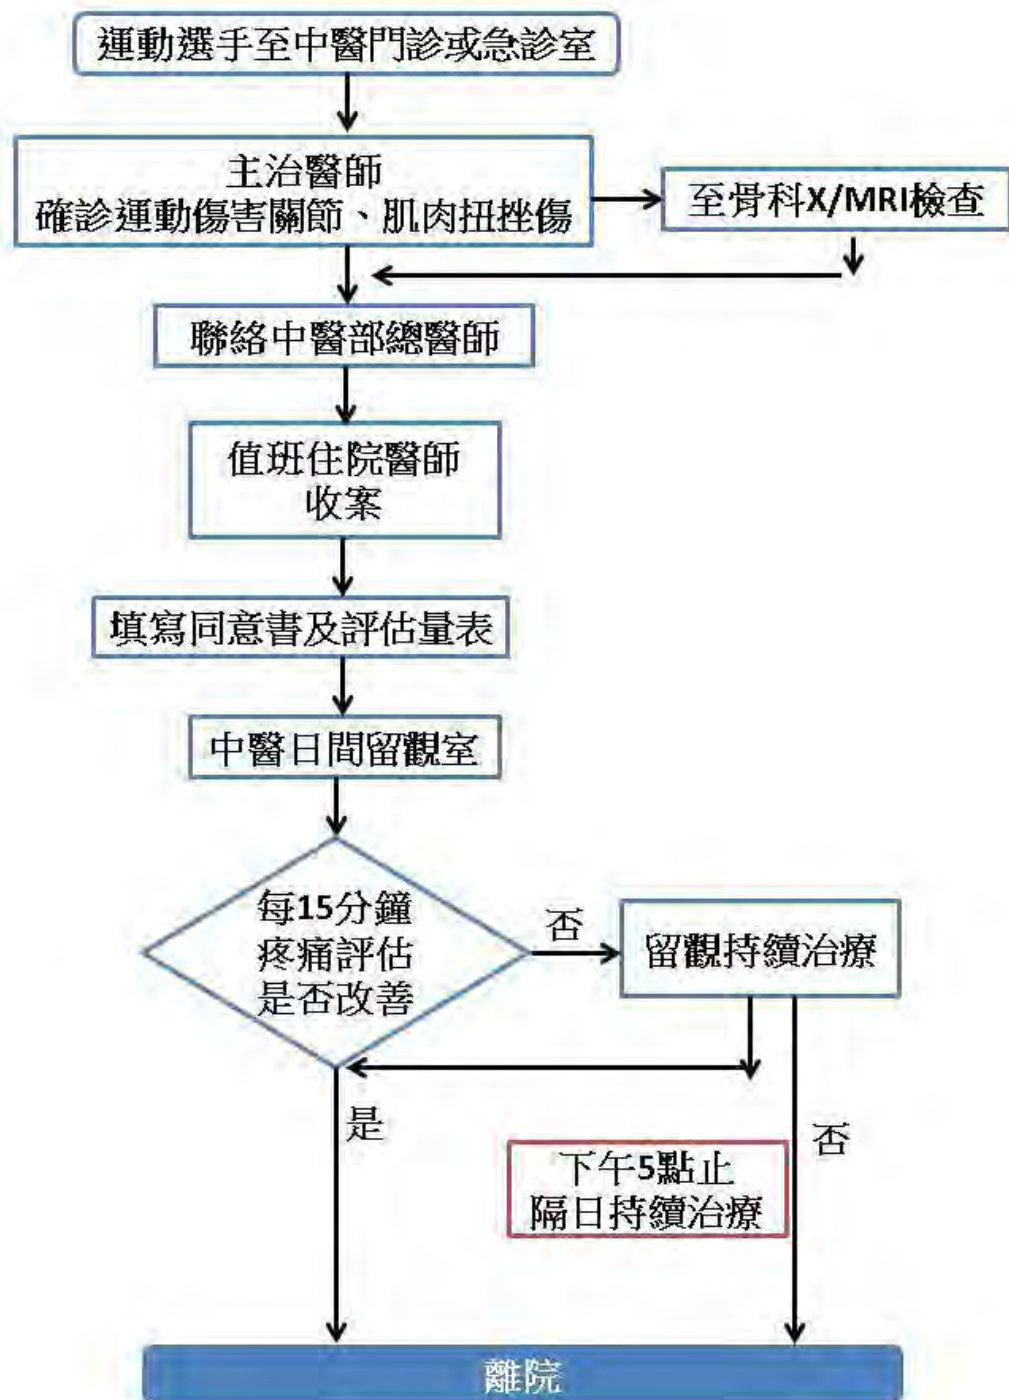 運動選手至中醫門診或急診室
主治醫師
確診運動傷害關節、肌肉扭挫傷
至骨科X/MRI檢查
聯絡中醫部總醫師
值班住院醫師
收案
填寫同意書及評估量表
中醫日間留觀室
每15分鐘
疼痛評估
是否改善
否
留觀持續治療
是
否
下午5點止
隔日持續治療
離院